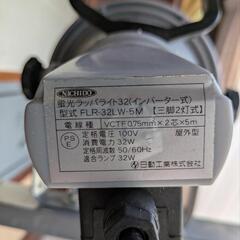 NICHIDO
蛍光ラッパライト32(インバーター式)
型式 FLR-32LW-5M 【三脚2灯式】
電線種 VCTF0.75mm×2芯×5m
定格電圧 100V 屋外型
消費電力 32W
定格周波数 50/60Hz
適合ランプ 32W
PS
E
日動工業株式会社